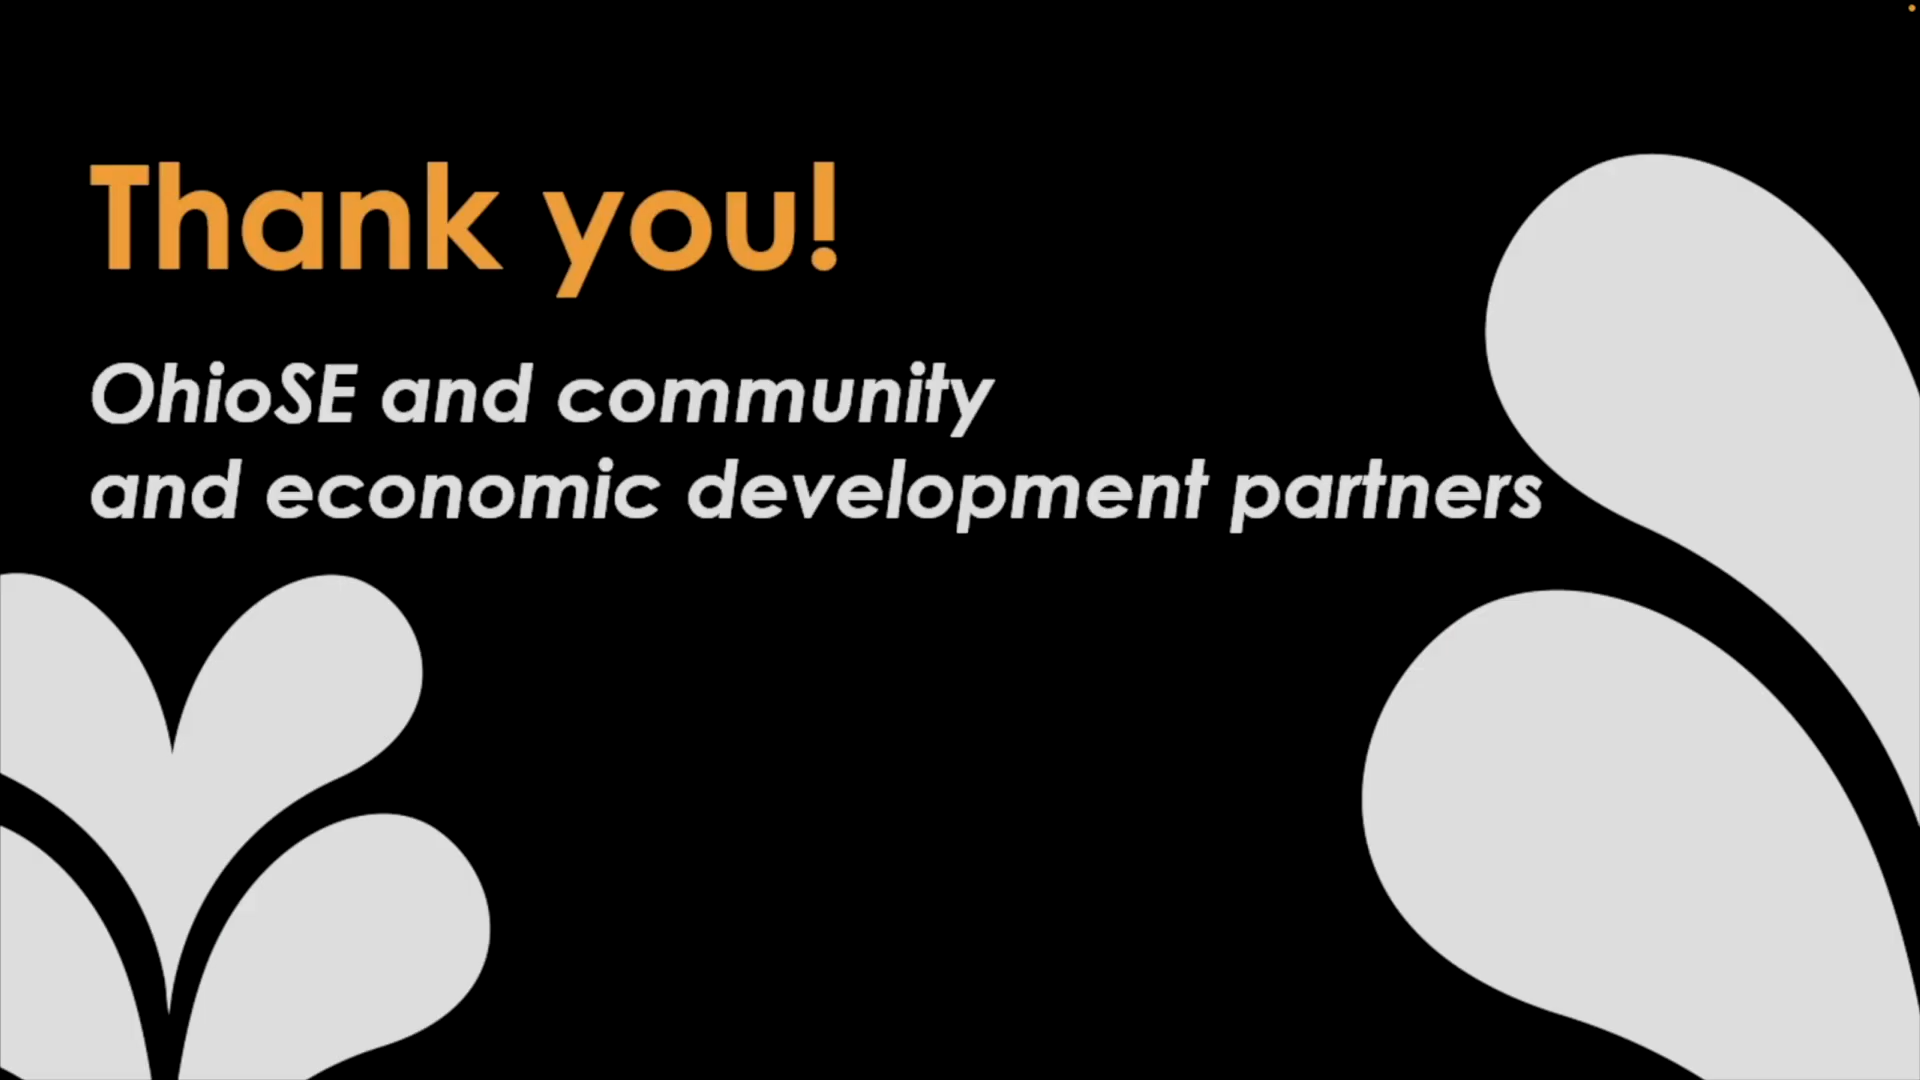 Thank you!
OhioSE and community
and economic development partners